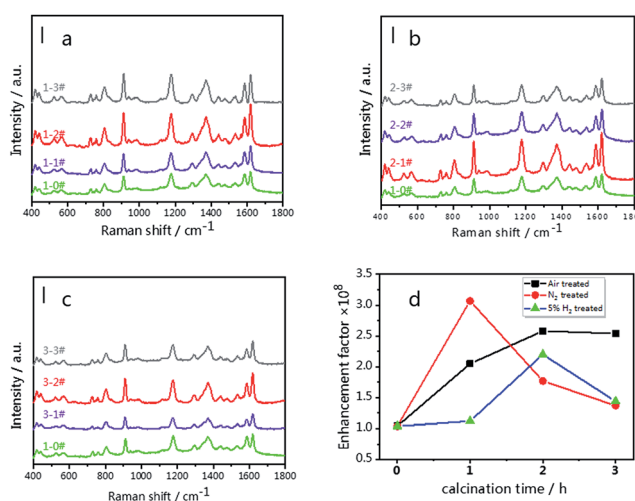 a
1-3#
1-2#
1-1#
1-0#
Intensity / a.u.
400 600 800 1000 1200 1400 1600 1800
Raman shift / cm-1
b
2-3#
2-2#
2-1#
1-0#
Intensity / a.u.
400 600 800 1000 1200 1400 1600 1800
Raman shift / cm-1
c
3-3#
3-2#
3-1#
1-0#
Intensity / a.u.
400 600 800 1000 1200 1400 1600 1800
Raman shift / cm-1
d
Air treated
N2 treated
5% H2 treated
Enhancement factor ×10⁸
3.5
3.0
2.5
2.0
1.5
1.0
0.5
0 1 2 3
calcination time / h